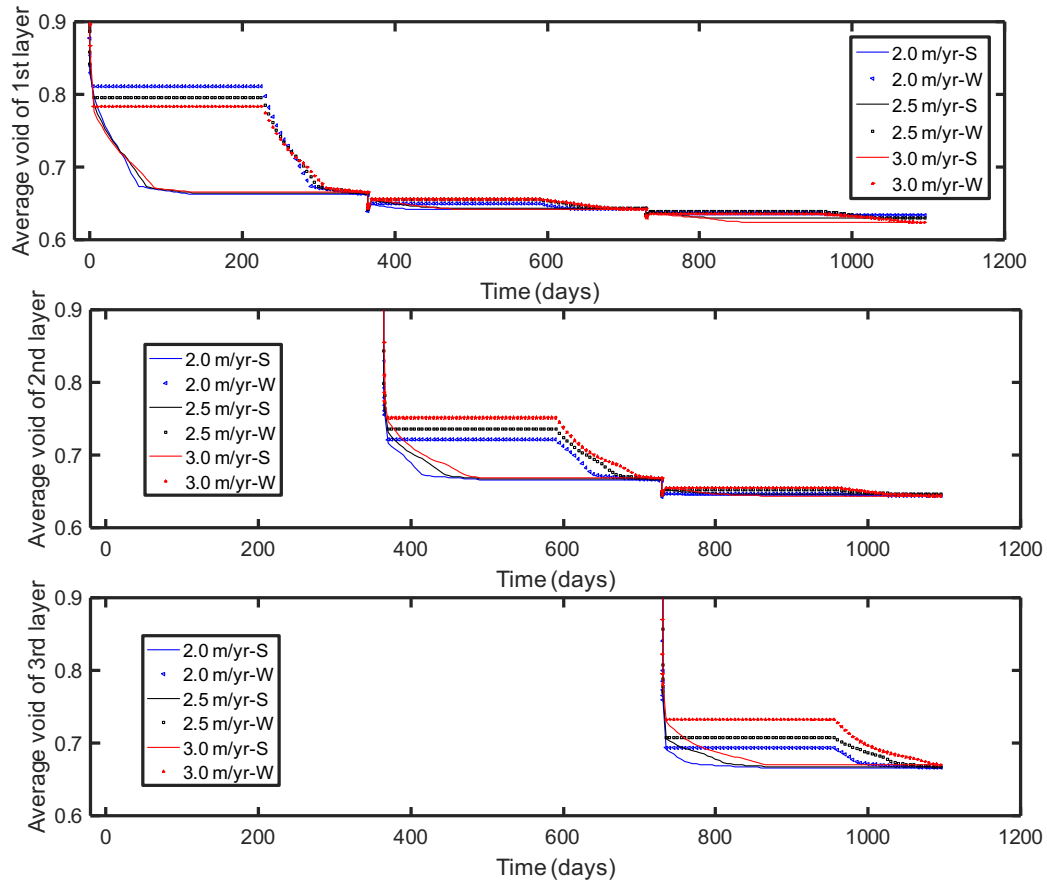 Average void of 1st layer
0.9
0.8
0.7
0.6
0
200
400
600
800
1000
1200
Time (days)
2.0 m/yr-S
2.0 m/yr-W
2.5 m/yr-S
2.5 m/yr-W
3.0 m/yr-S
3.0 m/yr-W
Average void of 2nd layer
0.9
0.8
0.7
0.6
0
200
400
600
800
1000
1200
Time (days)
2.0 m/yr-S
2.0 m/yr-W
2.5 m/yr-S
2.5 m/yr-W
3.0 m/yr-S
3.0 m/yr-W
Average void of 3rd layer
0.9
0.8
0.7
0.6
0
200
400
600
800
1000
1200
Time (days)
2.0 m/yr-S
2.0 m/yr-W
2.5 m/yr-S
2.5 m/yr-W
3.0 m/yr-S
3.0 m/yr-W